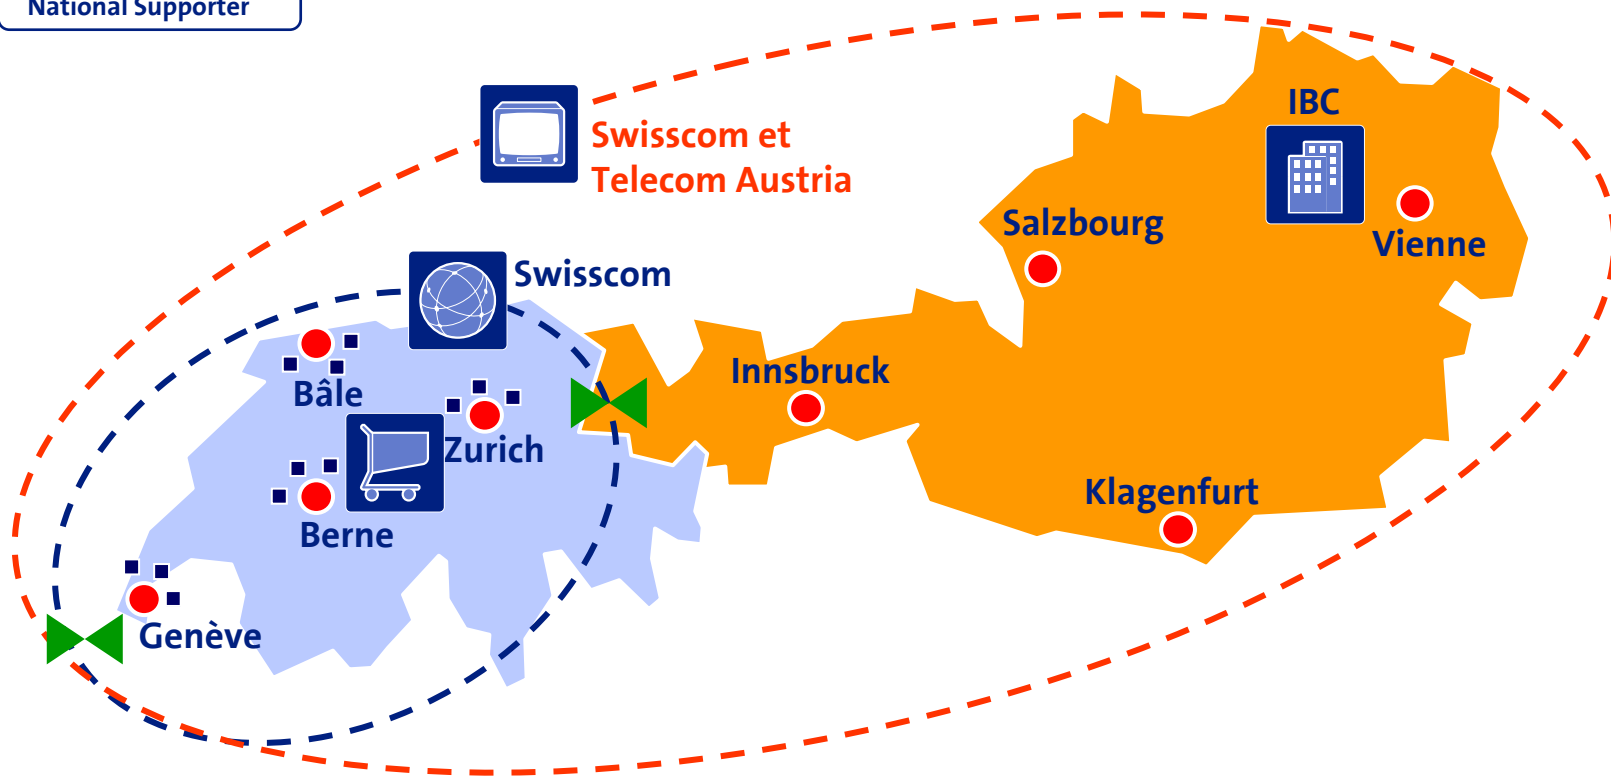 National Supporter
IBC
Swisscom et
Telecom Austria
Salzbourg
Vienne
Swisscom
Innsbruck
Bâle
Zurich
Klagenfurt
Berne
Genève